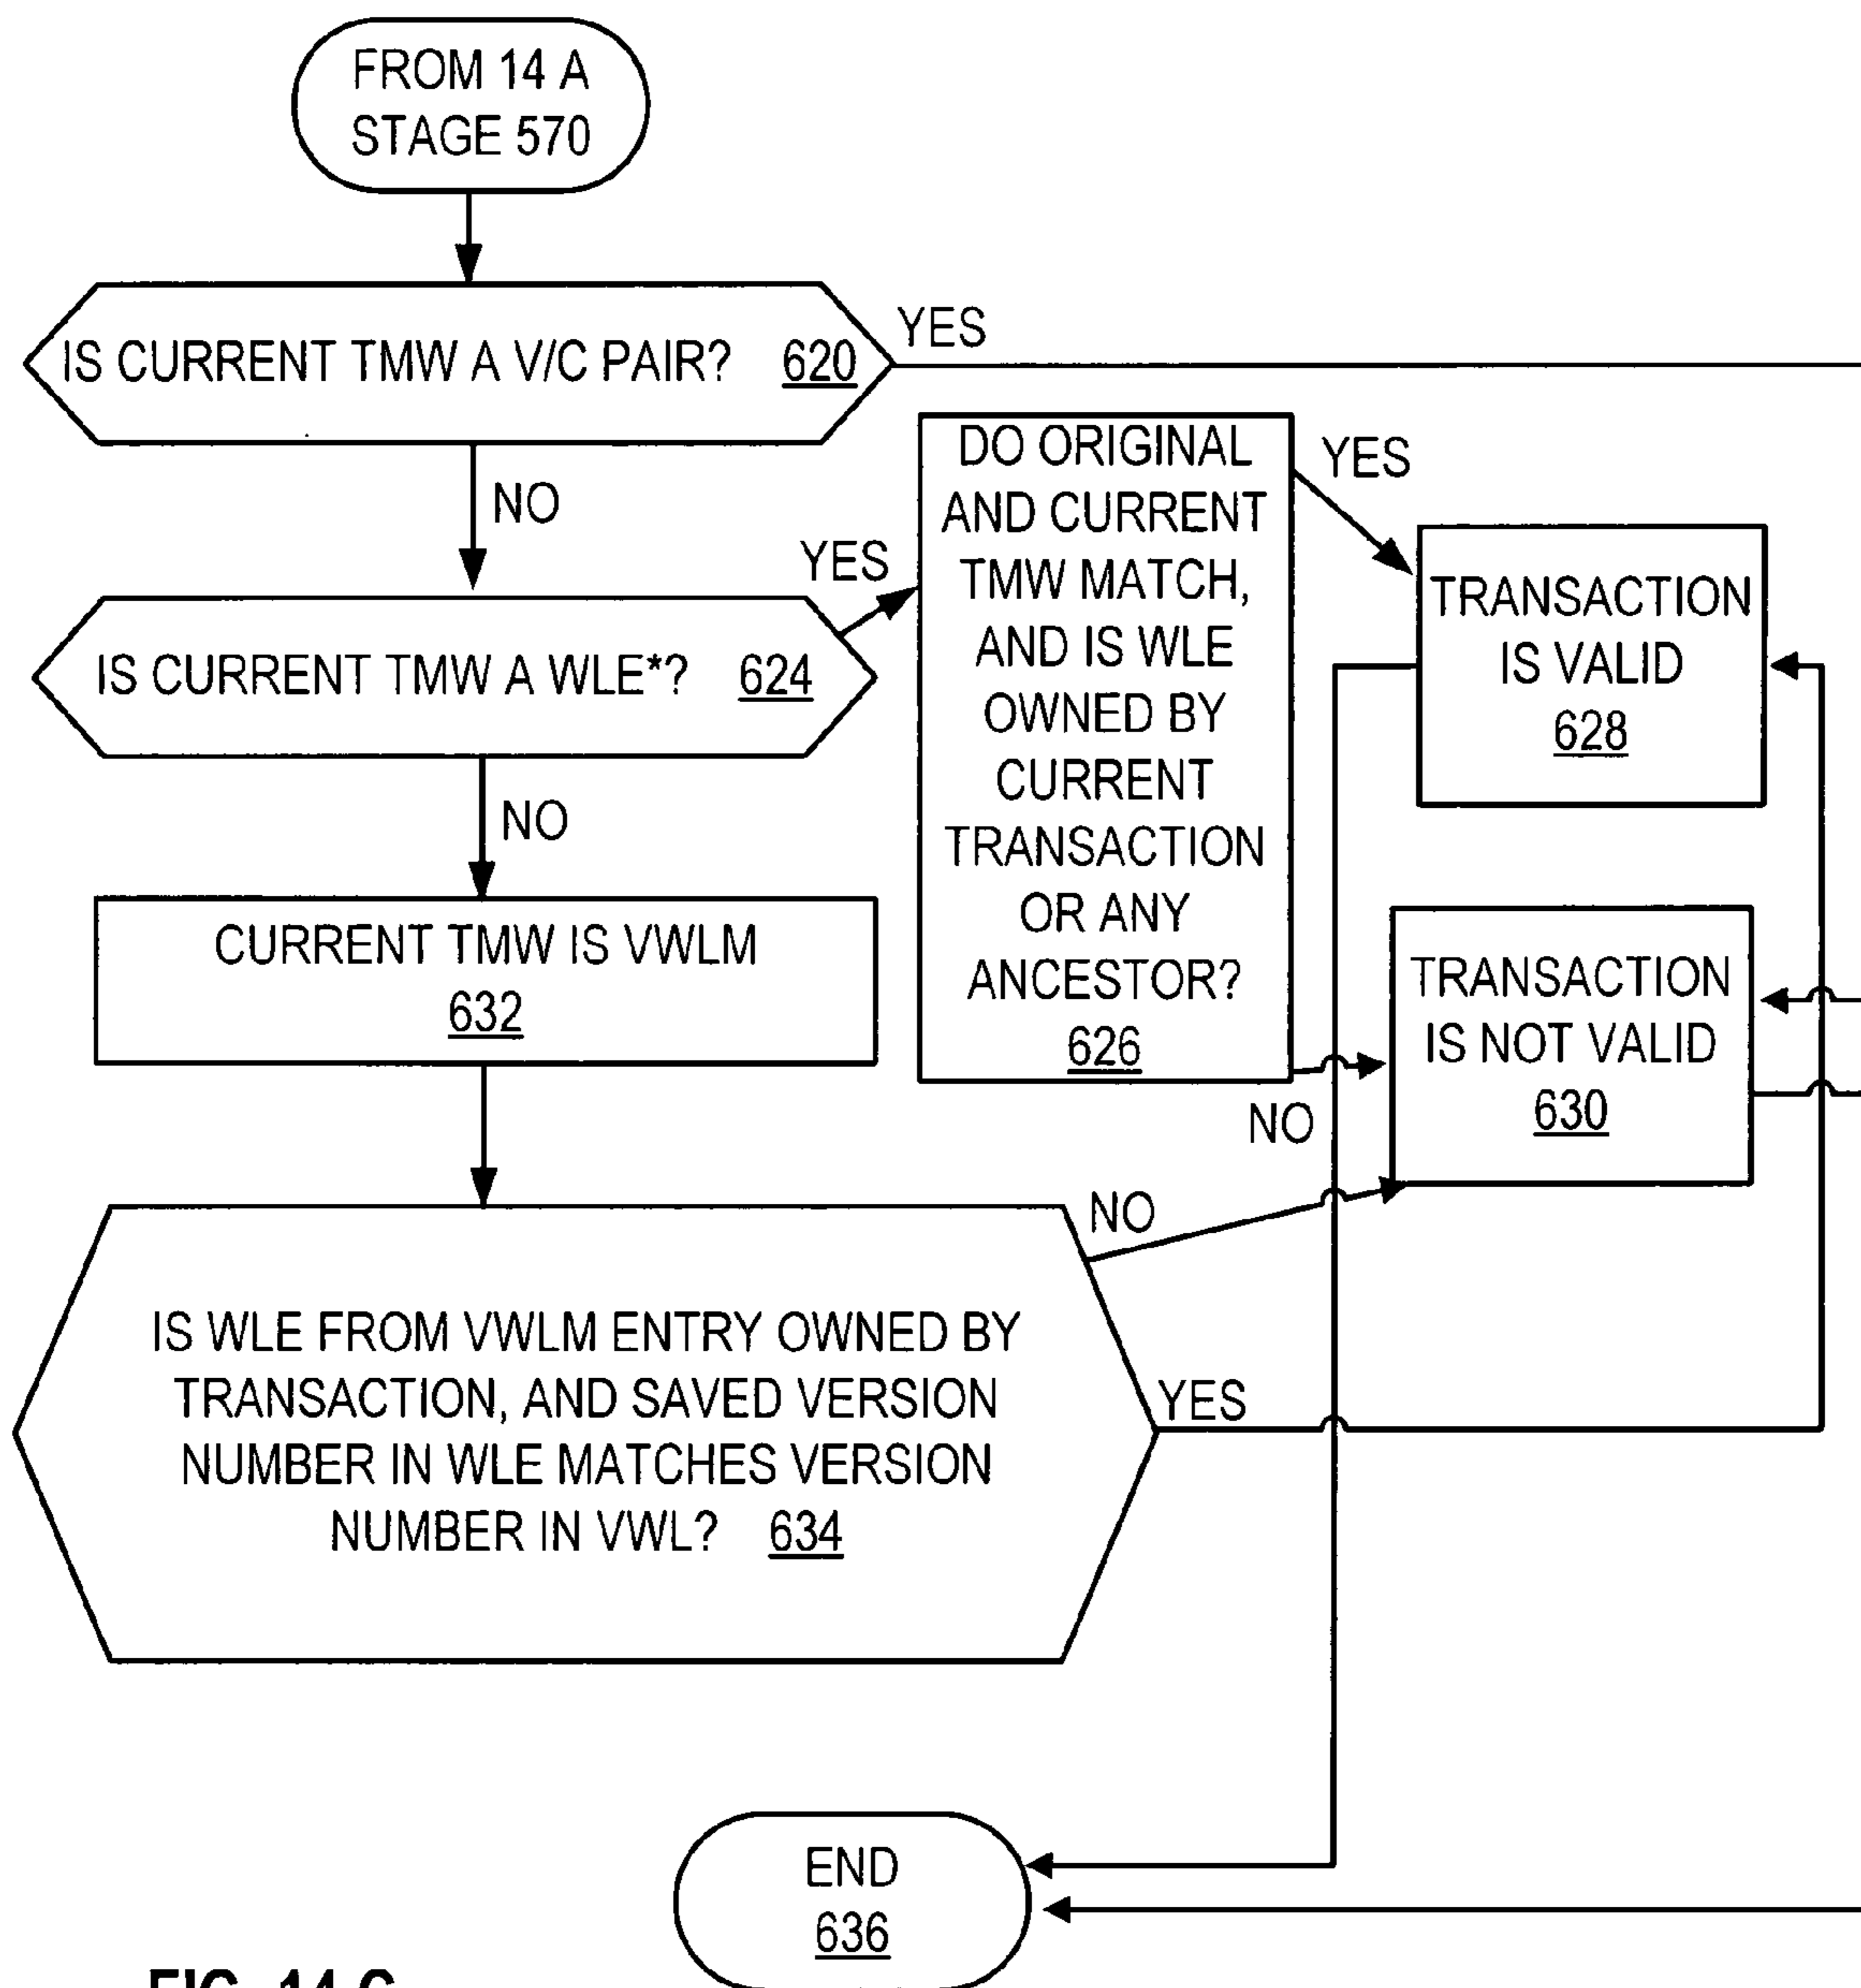 FROM 14 A
STAGE 570
IS CURRENT TMW A V/C PAIR? 620
YES
NO
IS CURRENT TMW A WLE*? 624
YES
NO
DO ORIGINAL
AND CURRENT
TMW MATCH,
AND IS WLE
OWNED BY
CURRENT
TRANSACTION
OR ANY
ANCESTOR?
626
YES
NO
TRANSACTION
IS VALID
628
CURRENT TMW IS VWLM
632
TRANSACTION
IS NOT VALID
630
NO
IS WLE FROM VWLM ENTRY OWNED BY
TRANSACTION, AND SAVED VERSION
NUMBER IN WLE MATCHES VERSION
NUMBER IN VWL? 634
YES
END
636
FIG. 14 C